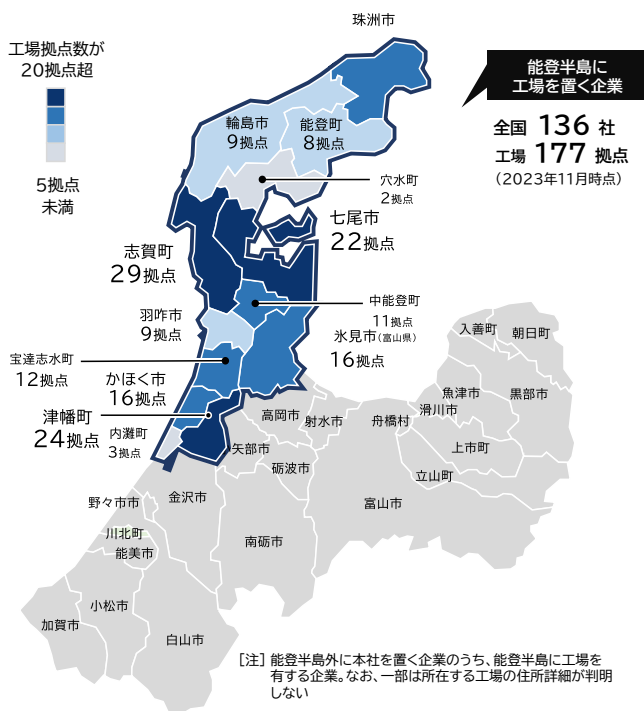 珠洲市
工場拠点数が
20拠点超
5拠点
未満
能登半島に
工場を置く企業
全国 136 社
工場 177 拠点
（2023年11月時点）
輪島市
9拠点
能登町
8拠点
穴水町
2拠点
七尾市
22拠点
志賀町
29拠点
中能登町
11拠点
羽咋市
9拠点
氷見市（富山県）
16拠点
宝達志水町
12拠点
かほく市
16拠点
津幡町
24拠点
内灘町
3拠点
入善町
朝日町
魚津市
黒部市
滑川市
舟橋村
上市町
立山町
富山市
高岡市
射水市
矢部市
砺波市
南砺市
金沢市
野々市市
川北町
能美市
小松市
加賀市
白山市
［注］ 能登半島外に本社を置く企業のうち、能登半島に工場を
有する企業。なお、一部は所在する工場の住所詳細が判明
しない